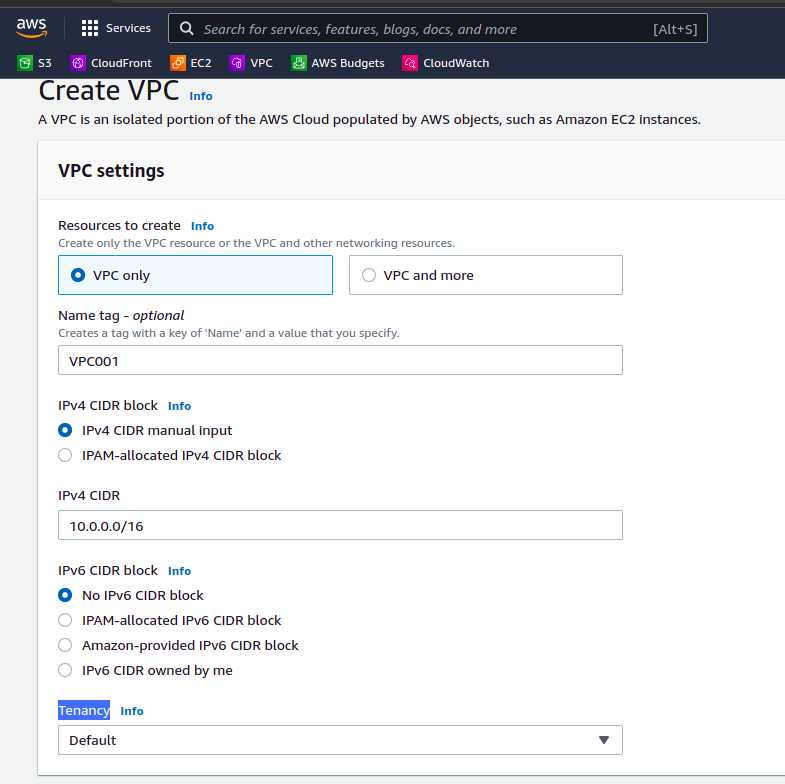 aws
Services
Search for services, features, blogs, docs, and more [Alt+S]
S3 CloudFront EC2 VPC AWS Budgets CloudWatch
Create VPC Info
A VPC is an isolated portion of the AWS Cloud populated by AWS objects, such as Amazon EC2 instances.
VPC settings
Resources to create Info
Create only the VPC resource or the VPC and other networking resources.
VPC only
VPC and more
Name tag - optional
Creates a tag with a key of 'Name' and a value that you specify.
VPC001
IPv4 CIDR block Info
IPv4 CIDR manual input
IPAM-allocated IPv4 CIDR block
IPv4 CIDR
10.0.0.0/16
IPv6 CIDR block Info
No IPv6 CIDR block
IPAM-allocated IPv6 CIDR block
Amazon-provided IPv6 CIDR block
IPv6 CIDR owned by me
Tenancy Info
Default